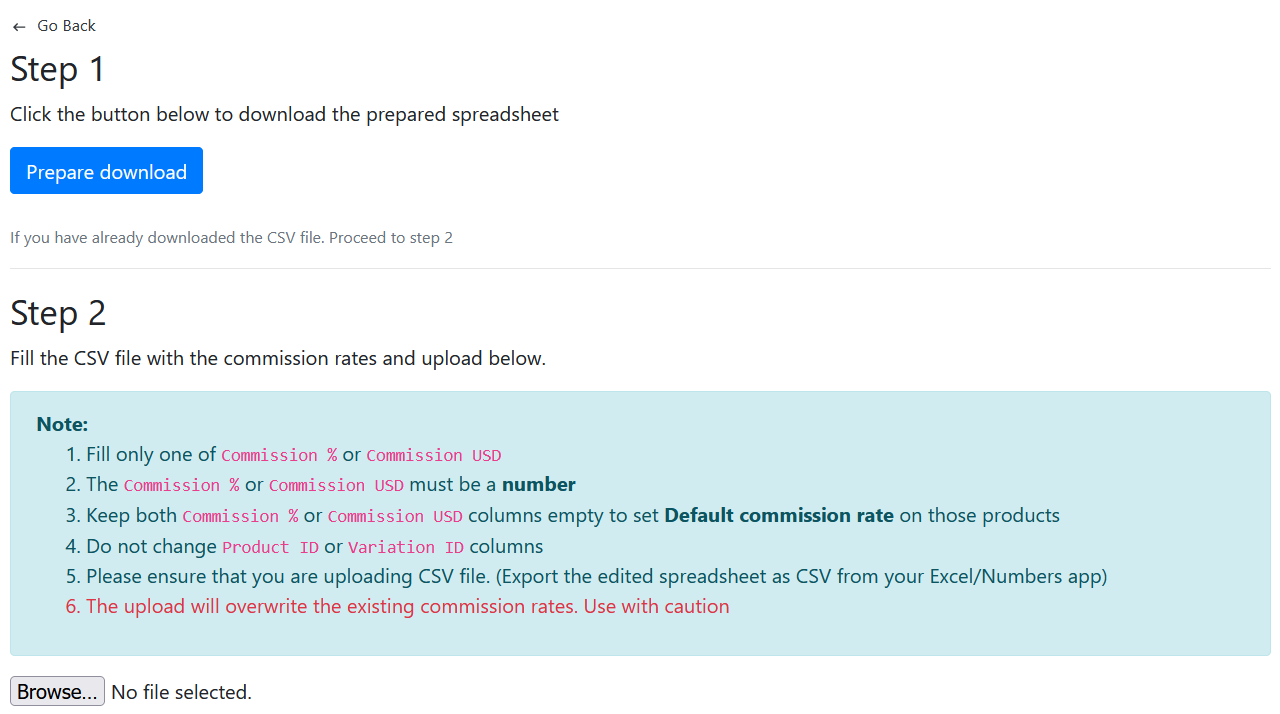 ← Go Back
Step 1
Click the button below to download the prepared spreadsheet
Prepare download
If you have already downloaded the CSV file. Proceed to step 2
Step 2
Fill the CSV file with the commission rates and upload below.
Note:
1. Fill only one of Commission % or Commission USD
2. The Commission % or Commission USD must be a number
3. Keep both Commission % or Commission USD columns empty to set Default commission rate on those products
4. Do not change Product ID or Variation ID columns
5. Please ensure that you are uploading CSV file. (Export the edited spreadsheet as CSV from your Excel/Numbers app)
6. The upload will overwrite the existing commission rates. Use with caution
Browse... No file selected.